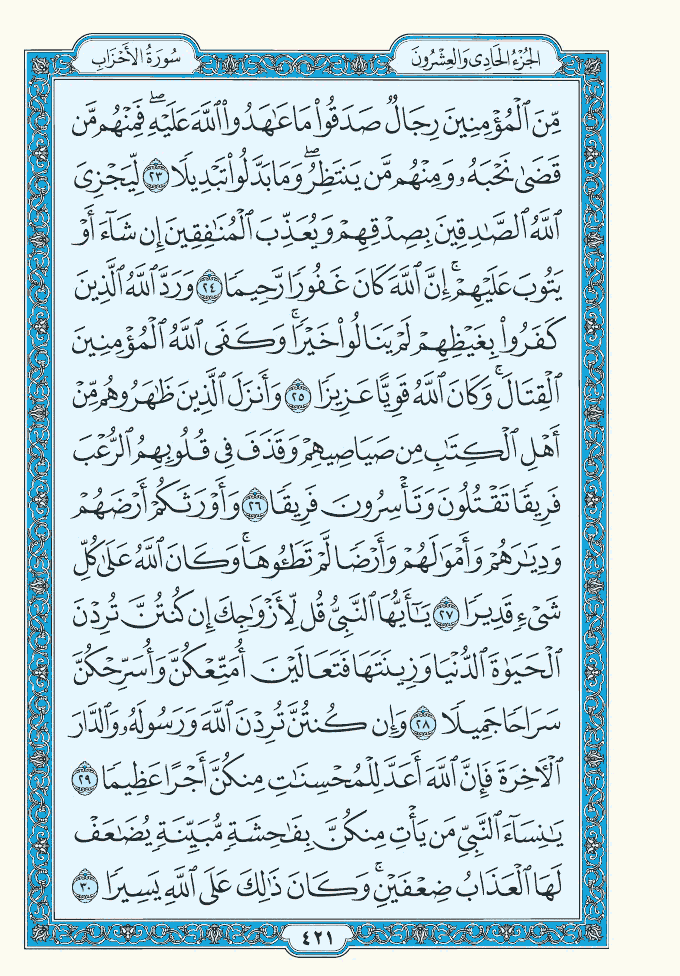 الجُزْءُ الحَادِى وَالعِشْرُونَ
سُورَةُ الأَحْزَابِ
مِّنَ ٱلْمُؤْمِنِينَ رِجَالٌ صَدَقُوا۟ مَا عَـٰهَدُوا۟ ٱللَّهَ عَلَيْهِ ۖ فَمِنْهُم مَّن
قَضَىٰ نَحْبَهُۥ وَمِنْهُم مَّن يَنتَظِرُ ۖ وَمَا بَدَّلُوا۟ تَبْدِيلًا ٢٣ لِّيَجْزِىَ
ٱللَّهُ ٱلصَّـٰدِقِينَ بِصِدْقِهِمْ وَيُعَذِّبَ ٱلْمُنَـٰفِقِينَ إِن شَآءَ أَوْ
يَتُوبَ عَلَيْهِمْ ۚ إِنَّ ٱللَّهَ كَانَ غَفُورًا رَّحِيمًا ٢٤ وَرَدَّ ٱللَّهُ ٱلَّذِينَ
كَفَرُوا۟ بِغَيْظِهِمْ لَمْ يَنَالُوا۟ خَيْرًا ۚ وَكَفَى ٱللَّهُ ٱلْمُؤْمِنِينَ
ٱلْقِتَالَ ۚ وَكَانَ ٱللَّهُ قَوِيًّا عَزِيزًا ٢٥ وَأَنزَلَ ٱلَّذِينَ ظَـٰهَرُوهُم مِّنْ
أَهْلِ ٱلْكِتَـٰبِ مِن صَيَاصِيهِمْ وَقَذَفَ فِى قُلُوبِهِمُ ٱلرُّعْبَ
فَرِيقًا تَقْتُلُونَ وَتَأْسِرُونَ فَرِيقًا ٢٦ وَأَوْرَثَكُمْ أَرْضَهُمْ
وَدِيَـٰرَهُمْ وَأَمْوَٰلَهُمْ وَأَرْضًا لَّمْ تَطَـُٔوهَا ۚ وَكَانَ ٱللَّهُ عَلَىٰ كُلِّ
شَىْءٍ قَدِيرًا ٢٧ يَـٰٓأَيُّهَا ٱلنَّبِىُّ قُل لِّأَزْوَٰجِكَ إِن كُنتُنَّ تُرِدْنَ
ٱلْحَيَوٰةَ ٱلدُّنْيَا وَزِينَتَهَا فَتَعَالَيْنَ أُمَتِّعْكُنَّ وَأُسَرِّحْكُنَّ
سَرَاحًا جَمِيلًا ٢٨ وَإِن كُنتُنَّ تُرِدْنَ ٱللَّهَ وَرَسُولَهُۥ وَٱلدَّارَ
ٱلْـَٔاخِرَةَ فَإِنَّ ٱللَّهَ أَعَدَّ لِلْمُحْسِنَـٰتِ مِنكُنَّ أَجْرًا عَظِيمًا ٢٩
يَـٰنِسَآءَ ٱلنَّبِىِّ مَن يَأْتِ مِنكُنَّ بِفَـٰحِشَةٍ مُّبَيِّنَةٍ يُضَـٰعَفْ
لَهَا ٱلْعَذَابُ ضِعْفَيْنِ ۚ وَكَانَ ذَٰلِكَ عَلَى ٱللَّهِ يَسِيرًا ٣٠
٤٢١